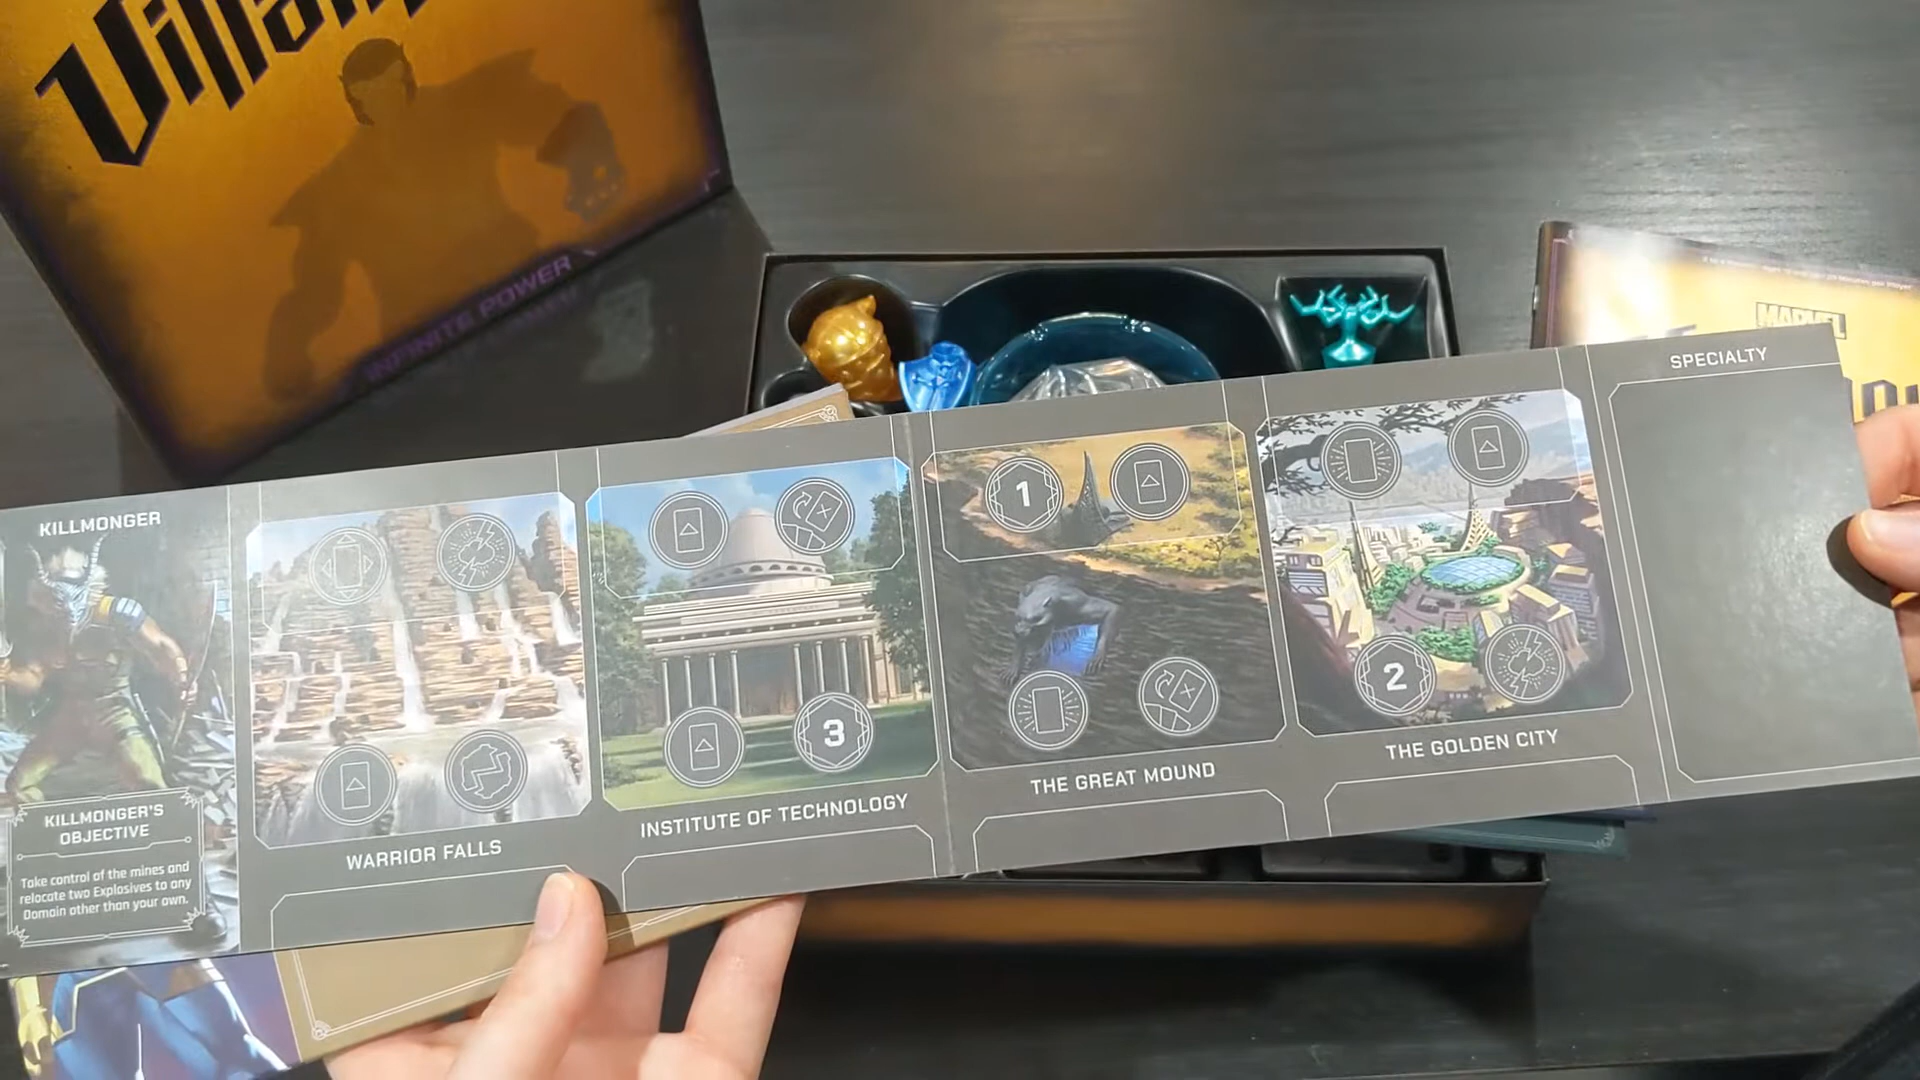 INFINITE POWER
MARVEL
SPECIALTY
KILLMONGER
1
3
2
THE GOLDEN CITY
THE GREAT MOUND
INSTITUTE OF TECHNOLOGY
WARRIOR FALLS
KILLMONGER'S
OBJECTIVE
Take control of the mines and
relocate two Explosives to any
Domain other than your own.